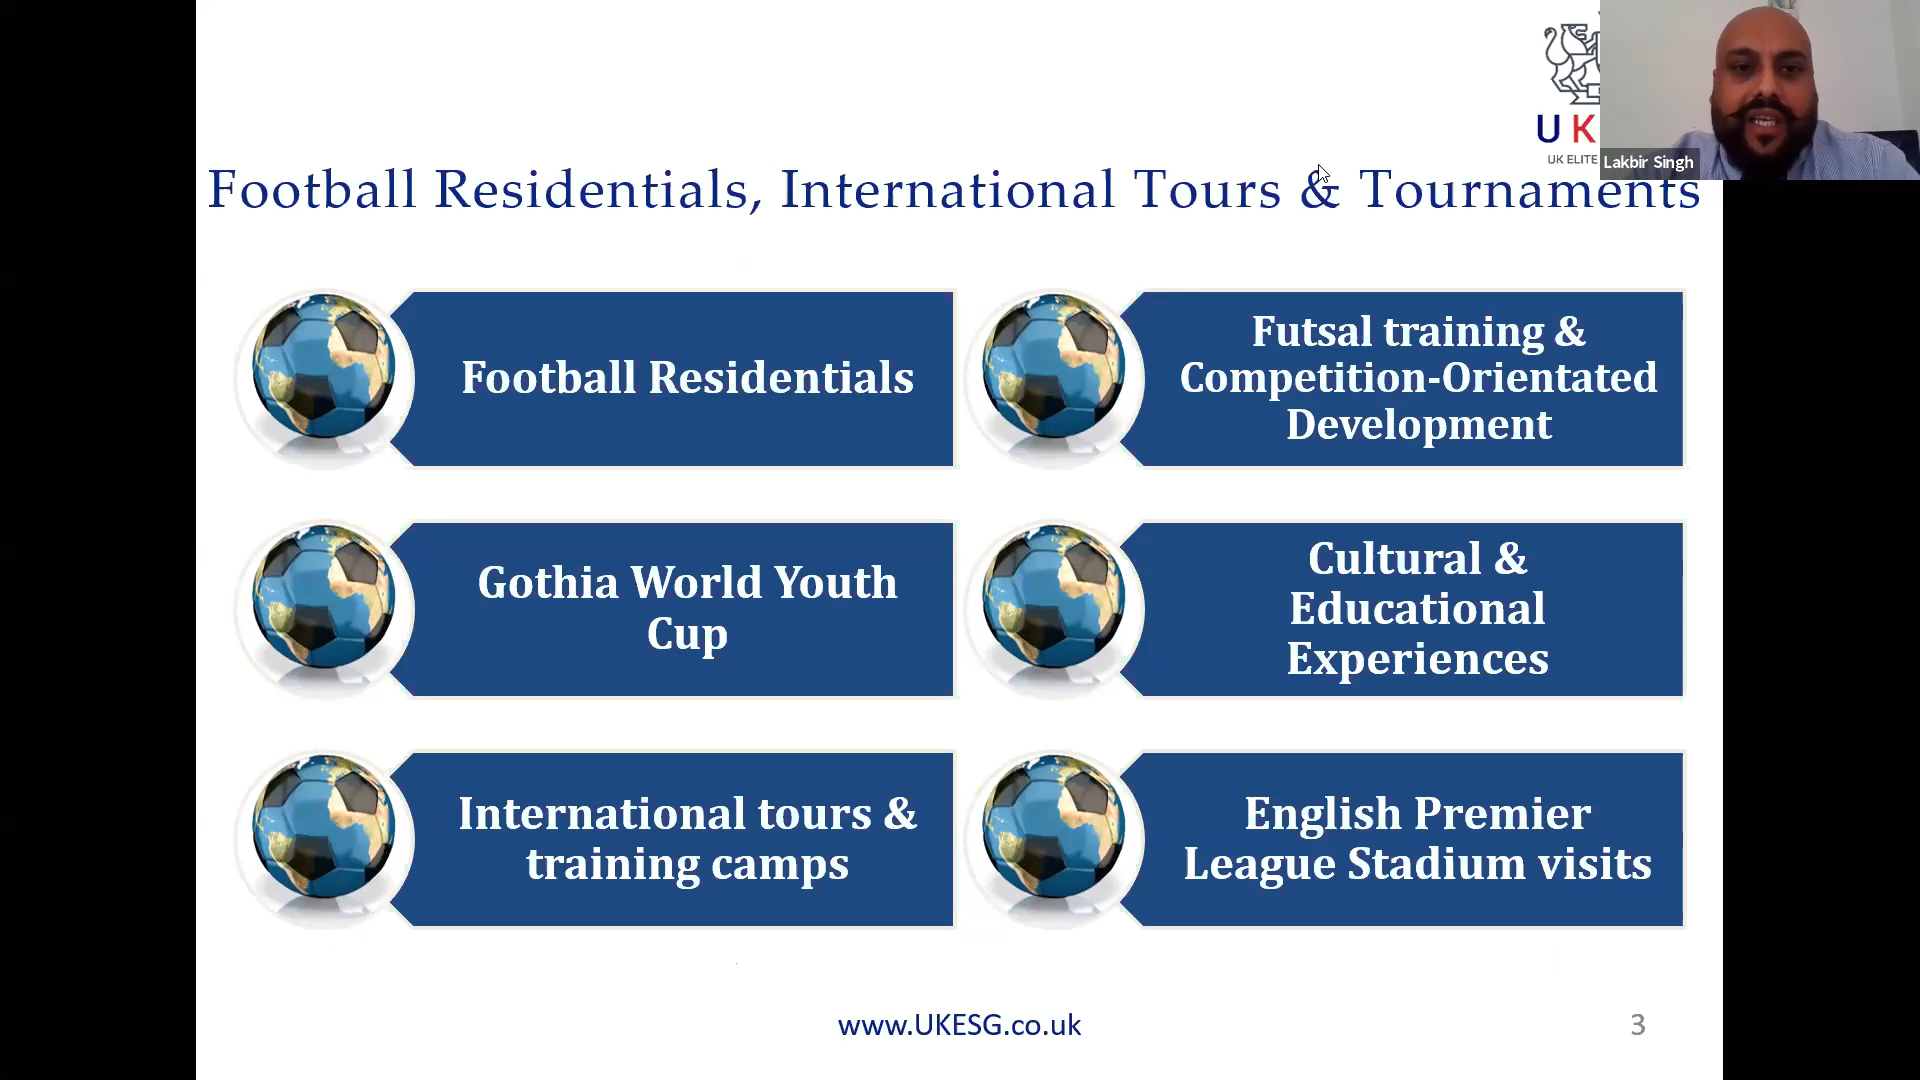 UK
UK ELITE
Lakbir Singh
Football Residentials, International Tours & Tournaments
Football Residentials
Futsal training &
Competition-Orientated
Development
Gothia World Youth
Cup
Cultural &
Educational
Experiences
International tours &
training camps
English Premier
League Stadium visits
www.UKESG.co.uk
3